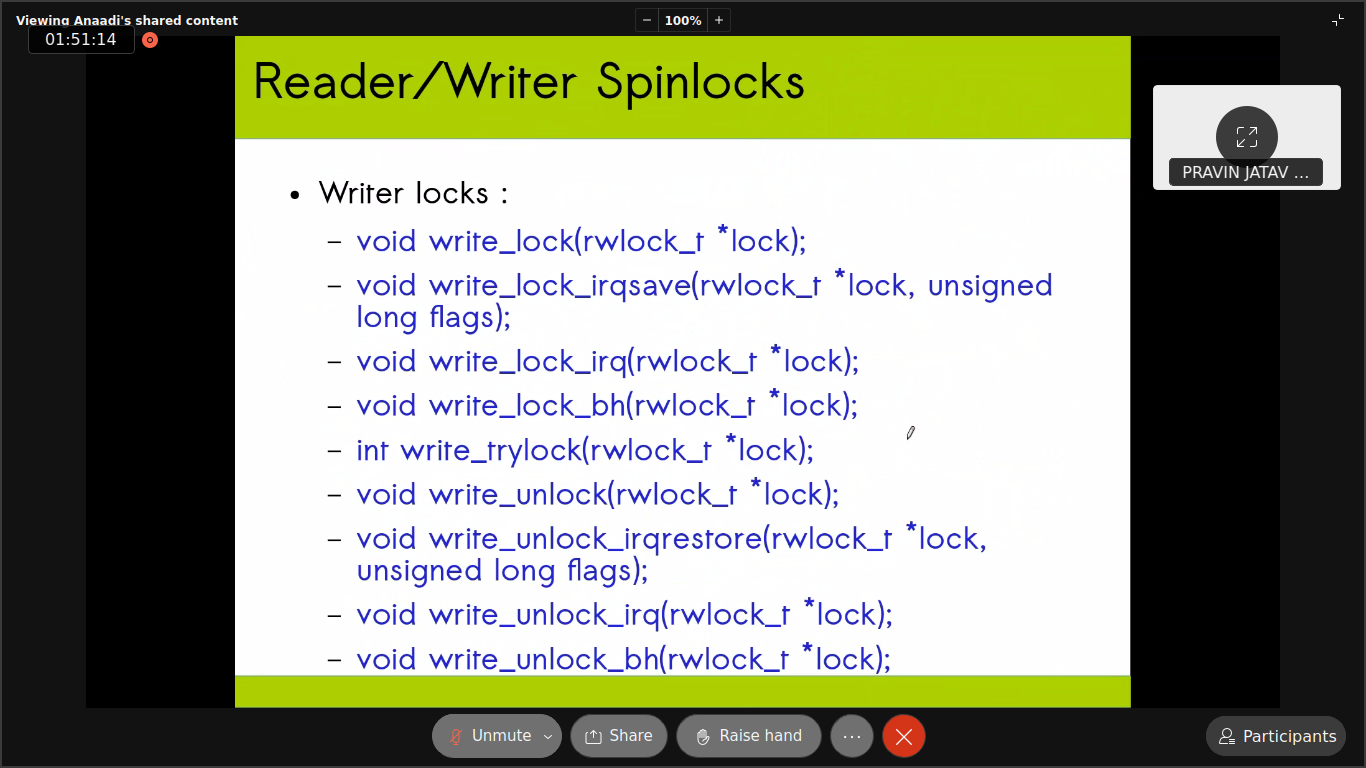 Viewing Anaadi's shared content
− 100% +
01:51:14
Reader/Writer Spinlocks
PRAVIN JATAV ...
• Writer locks :
– void write_lock(rwlock_t *lock);
– void write_lock_irqsave(rwlock_t *lock, unsigned
long flags);
– void write_lock_irq(rwlock_t *lock);
– void write_lock_bh(rwlock_t *lock);
– int write_trylock(rwlock_t *lock);
– void write_unlock(rwlock_t *lock);
– void write_unlock_irqrestore(rwlock_t *lock,
unsigned long flags);
– void write_unlock_irq(rwlock_t *lock);
– void write_unlock_bh(rwlock_t *lock);
Unmute Share Raise hand ... Participants